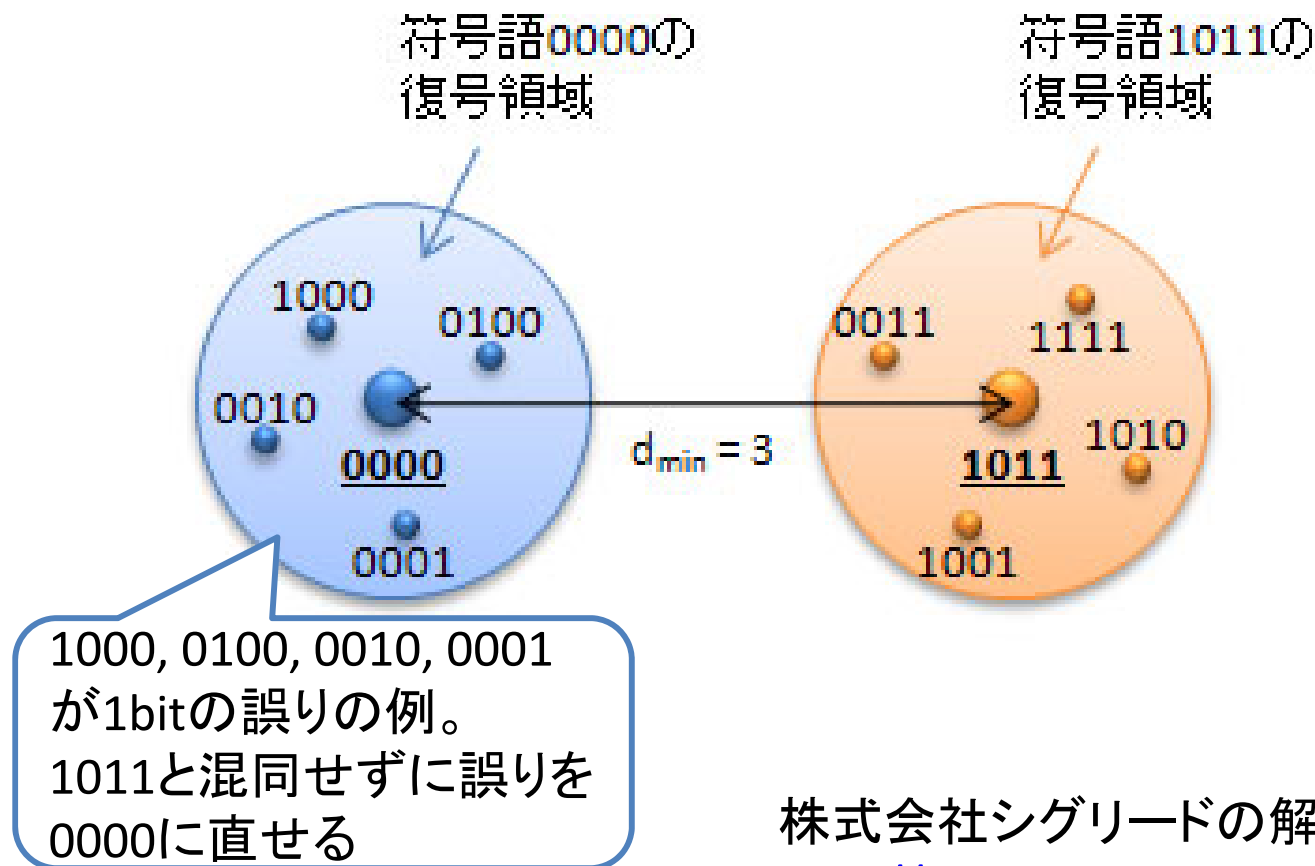 符号語0000の
復号領域
符号語1011の
復号領域
1000
0100
0010
0000
0001
d_min = 3
0011
1111
1010
1011
1001
1000, 0100, 0010, 0001
が1bitの誤りの例。
1011と混同せずに誤りを
0000に直せる
株式会社シグリードの解